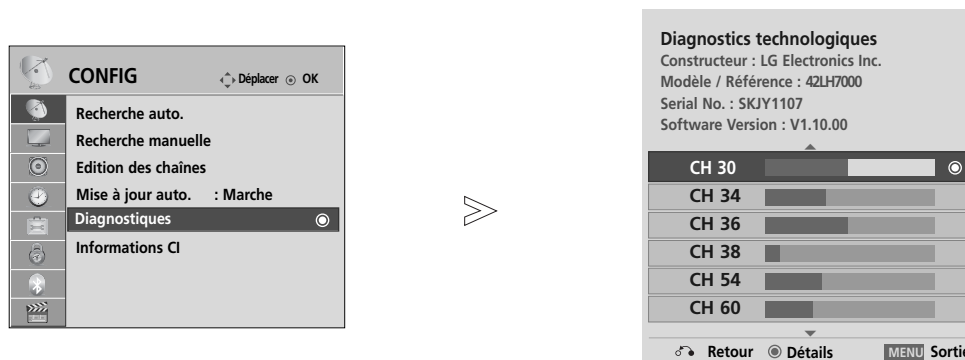 CONFIG
Déplacer OK
Recherche auto.
Recherche manuelle
Edition des chaînes
Mise à jour auto. : Marche
Diagnostiques
Informations CI
Diagnostics technologiques
Constructeur : LG Electronics Inc.
Modèle / Référence : 42LH7000
Serial No. : SKJY1107
Software Version : V1.10.00
CH 30
CH 34
CH 36
CH 38
CH 54
CH 60
Retour Détails MENU Sortie